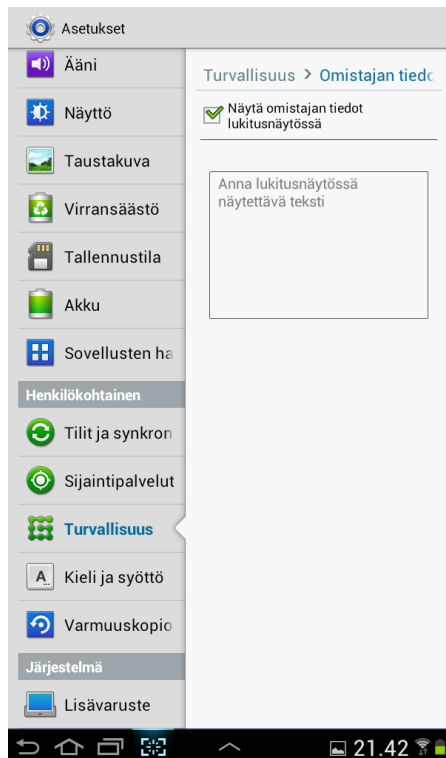 Asetukset
Ääni
Näyttö
Taustakuva
Virransäästö
Tallennustila
Akku
Sovellusten ha
Henkilökohtainen
Tilit ja synkron
Sijaintipalvelut
Turvallisuus
Kieli ja syöttö
Varmuuskopio
Järjestelmä
Lisävaruste
Turvallisuus > Omistajan tiedo
Näytä omistajan tiedot
lukitusnäytössä
Anna lukitusnäytössä
näytettävä teksti
21.42